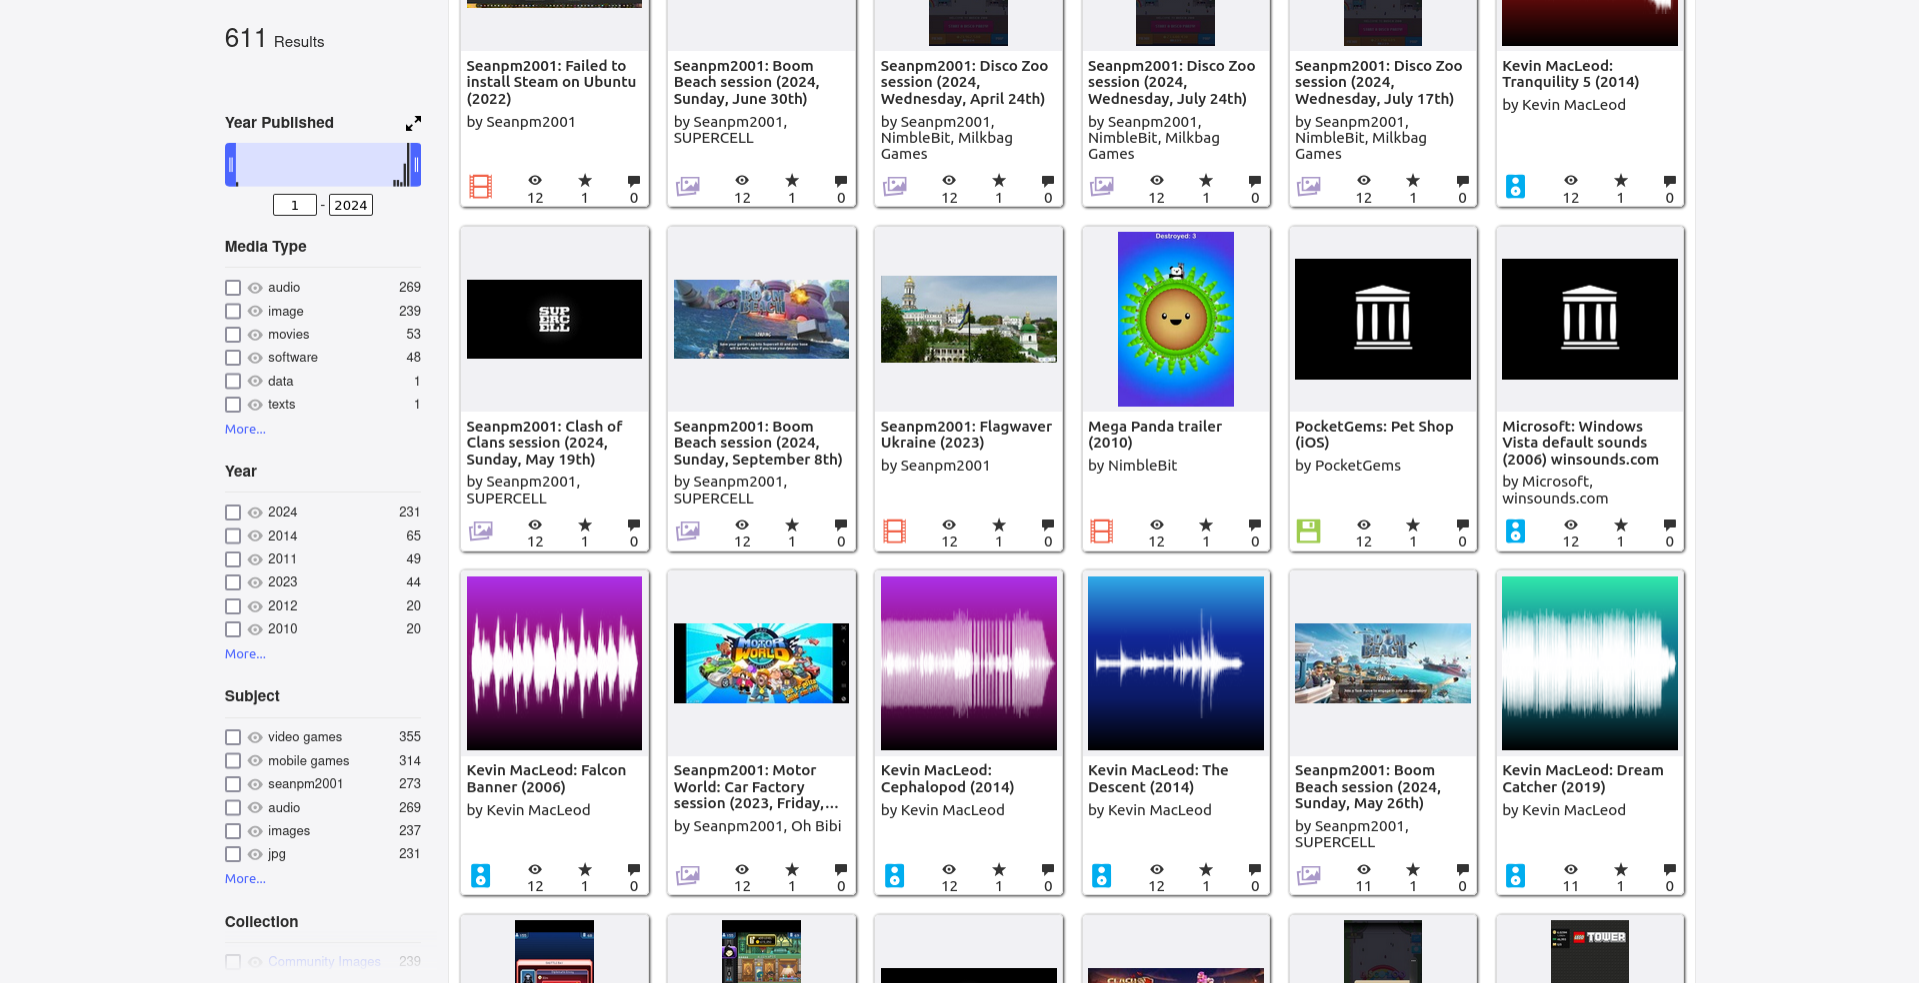 611 Results
Year Published
1 - 2024
Media Type
audio 269
image 239
movies 53
software 48
data 1
texts 1
More...
Year
2024 231
2014 65
2011 49
2023 44
2012 20
2010 20
More...
Subject
video games 355
mobile games 314
seanpm2001 273
audio 269
images 237
jpg 231
More...
Collection
Community Images 239
Seanpm2001: Failed to
install Steam on Ubuntu
(2022)
by Seanpm2001
12 1 0
Seanpm2001: Boom
Beach session (2024,
Sunday, June 30th)
by Seanpm2001,
SUPERCELL
12 1 0
Seanpm2001: Disco Zoo
session (2024,
Wednesday, April 24th)
by Seanpm2001,
NimbleBit, Milkbag
Games
12 1 0
Seanpm2001: Disco Zoo
session (2024,
Wednesday, July 24th)
by Seanpm2001,
NimbleBit, Milkbag
Games
12 1 0
Seanpm2001: Disco Zoo
session (2024,
Wednesday, July 17th)
by Seanpm2001,
NimbleBit, Milkbag
Games
12 1 0
Kevin MacLeod:
Tranquility 5 (2014)
by Kevin MacLeod
12 1 0
SUP
ERC
ELL
Seanpm2001: Clash of
Clans session (2024,
Sunday, May 19th)
by Seanpm2001,
SUPERCELL
12 1 0
BOOM
BEACH
Seanpm2001: Boom
Beach session (2024,
Sunday, September 8th)
by Seanpm2001,
SUPERCELL
12 1 0
Seanpm2001: Flagwaver
Ukraine (2023)
by Seanpm2001
12 1 0
Destroyed: 3
Mega Panda trailer
(2010)
by NimbleBit
12 1 0
PocketGems: Pet Shop
(iOS)
by PocketGems
12 1 0
Microsoft: Windows
Vista default sounds
(2006) winsounds.com
by Microsoft,
winsounds.com
12 1 0
Kevin MacLeod: Falcon
Banner (2006)
by Kevin MacLeod
12 1 0
MOTOR
WORLD
Seanpm2001: Motor
World: Car Factory
session (2023, Friday,...
by Seanpm2001, Oh Bibi
12 1 0
Kevin MacLeod:
Cephalopod (2014)
by Kevin MacLeod
12 1 0
Kevin MacLeod: The
Descent (2014)
by Kevin MacLeod
12 1 0
BOOM
BEACH
Seanpm2001: Boom
Beach session (2024,
Sunday, May 26th)
by Seanpm2001,
SUPERCELL
11 1 0
Kevin MacLeod: Dream
Catcher (2019)
by Kevin MacLeod
11 1 0
CLASH
LEGO TOWER